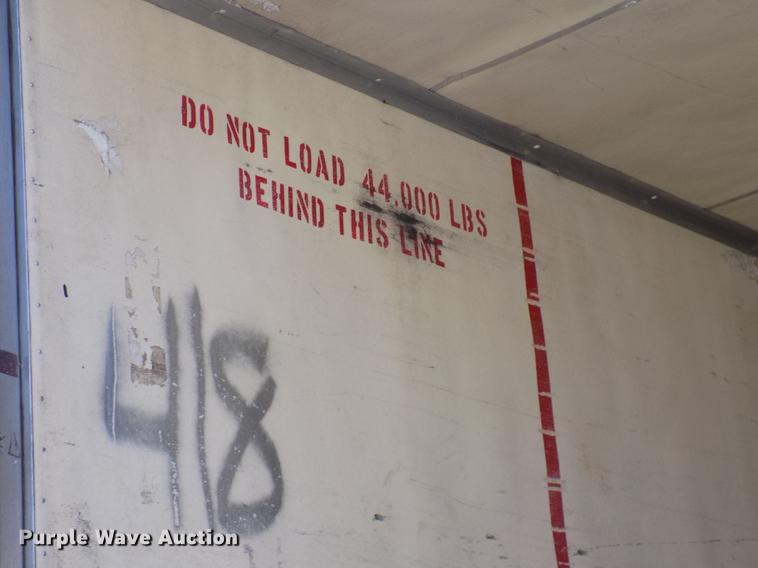 DO NOT LOAD 44,000 LBS
BEHIND THIS LINE
418
Purple Wave Auction